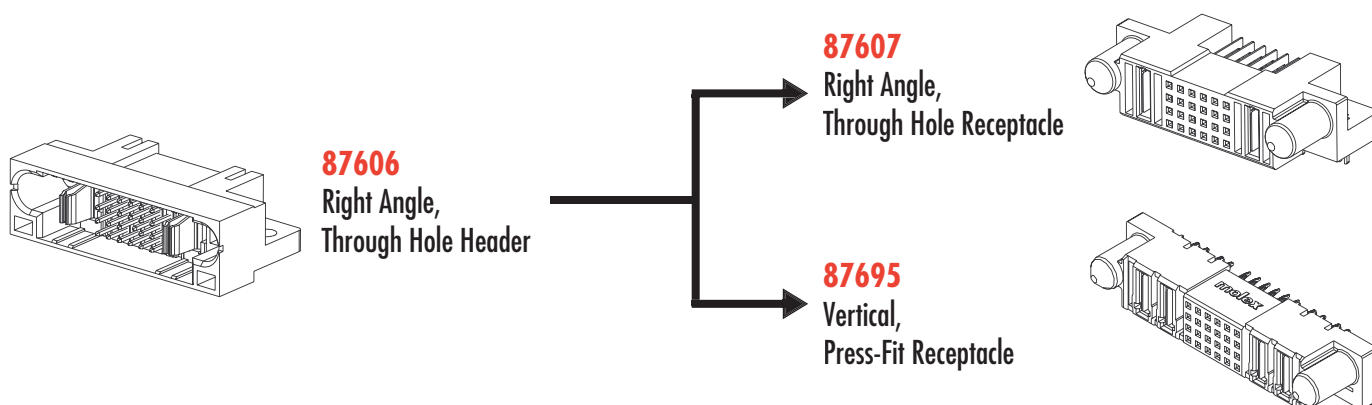 87606
Right Angle,
Through Hole Header
87607
Right Angle,
Through Hole Receptacle
87695
Vertical,
Press-Fit Receptacle
molex